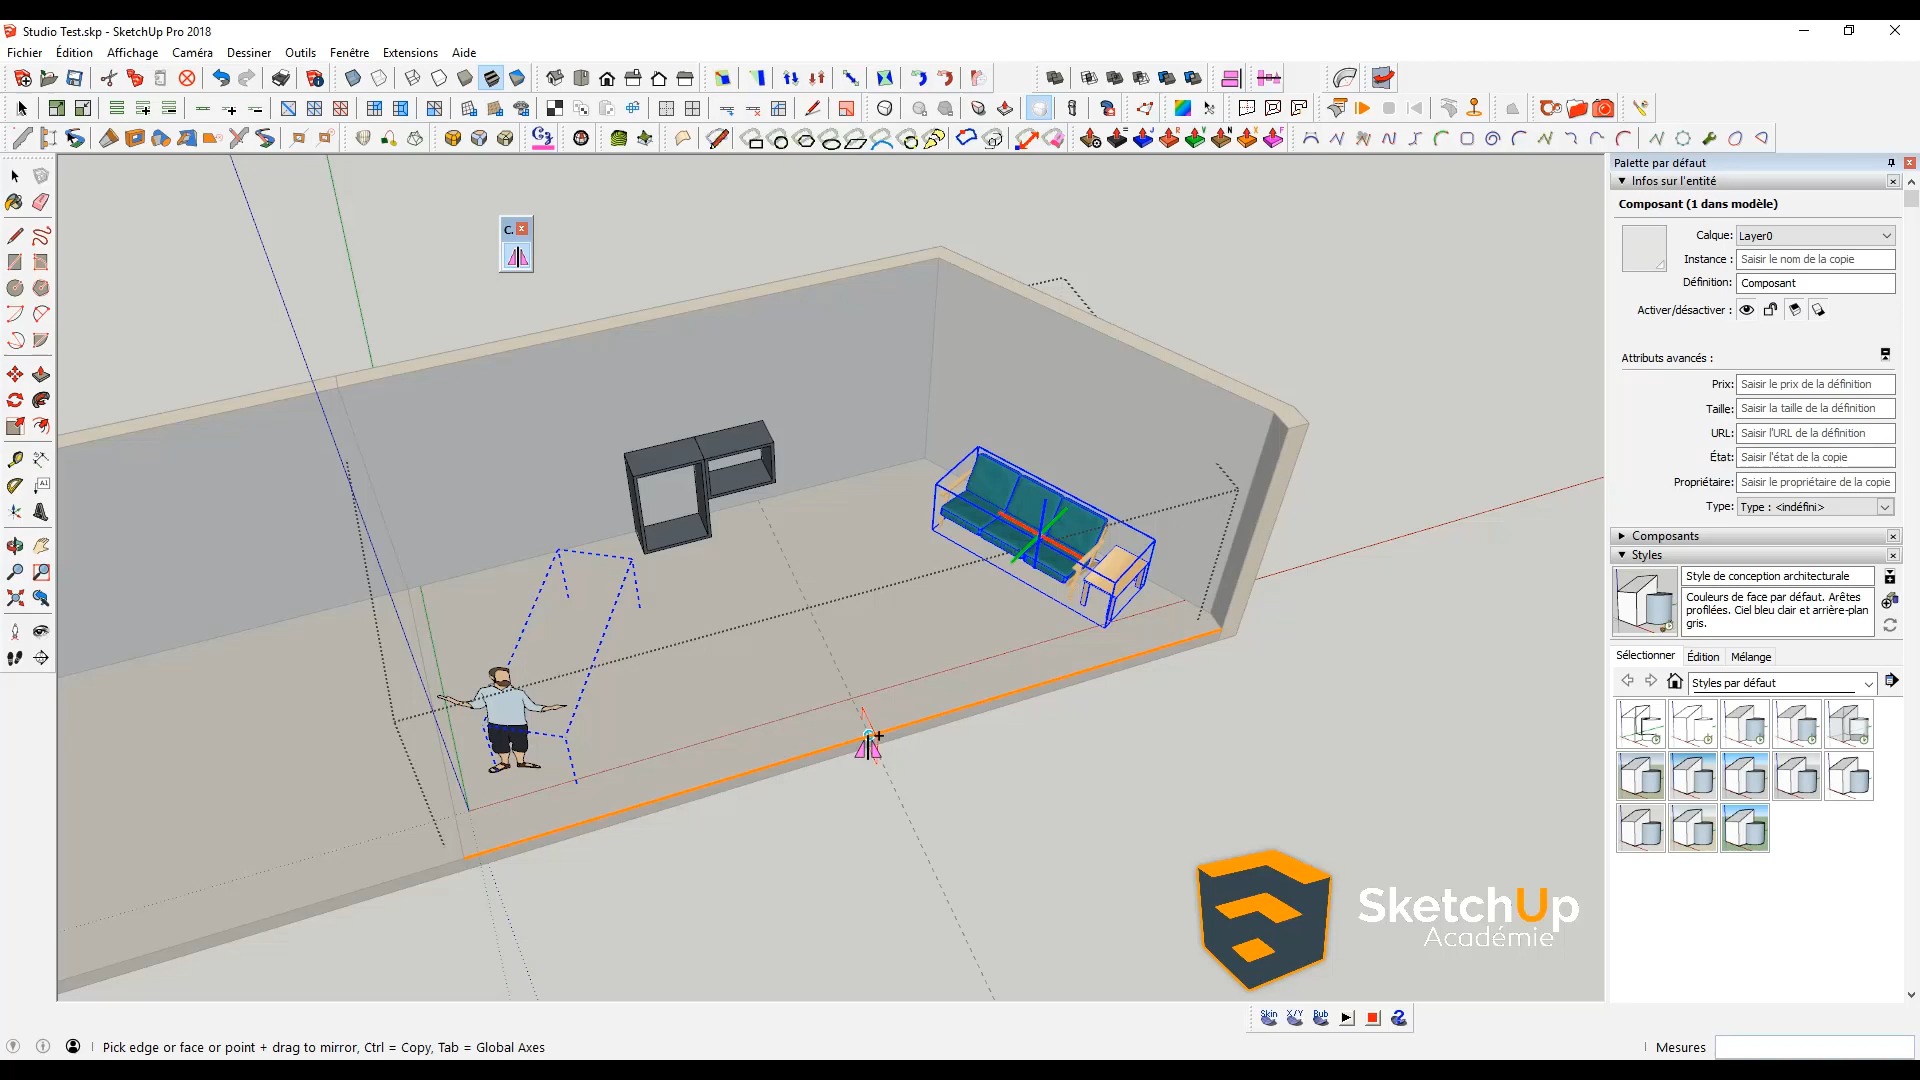 Studio Test.skp - SketchUp Pro 2018
Fichier Édition Affichage Caméra Dessiner Outils Fenêtre Extensions Aide
C.
Palette par défaut
Infos sur l'entité
Composant (1 dans modèle)
Calque: Layer0
Instance : Saisir le nom de la copie
Définition: Composant
Activer/désactiver :
Attributs avancés :
Prix: Saisir le prix de la définition
Taille: Saisir la taille de la définition
URL: Saisir l'URL de la définition
État: Saisir l'état de la copie
Propriétaire: Saisir le propriétaire de la copie
Type: Type : <indéfini>
Composants
Styles
Style de conception architecturale
Couleurs de face par défaut. Arêtes
profilées. Ciel bleu clair et arrière-plan
gris.
Sélectionner Édition Mélange
Styles par défaut
SketchUp
Académie
Skin X/Y Bub
Pick edge or face or point + drag to mirror, Ctrl = Copy, Tab = Global Axes
Mesures